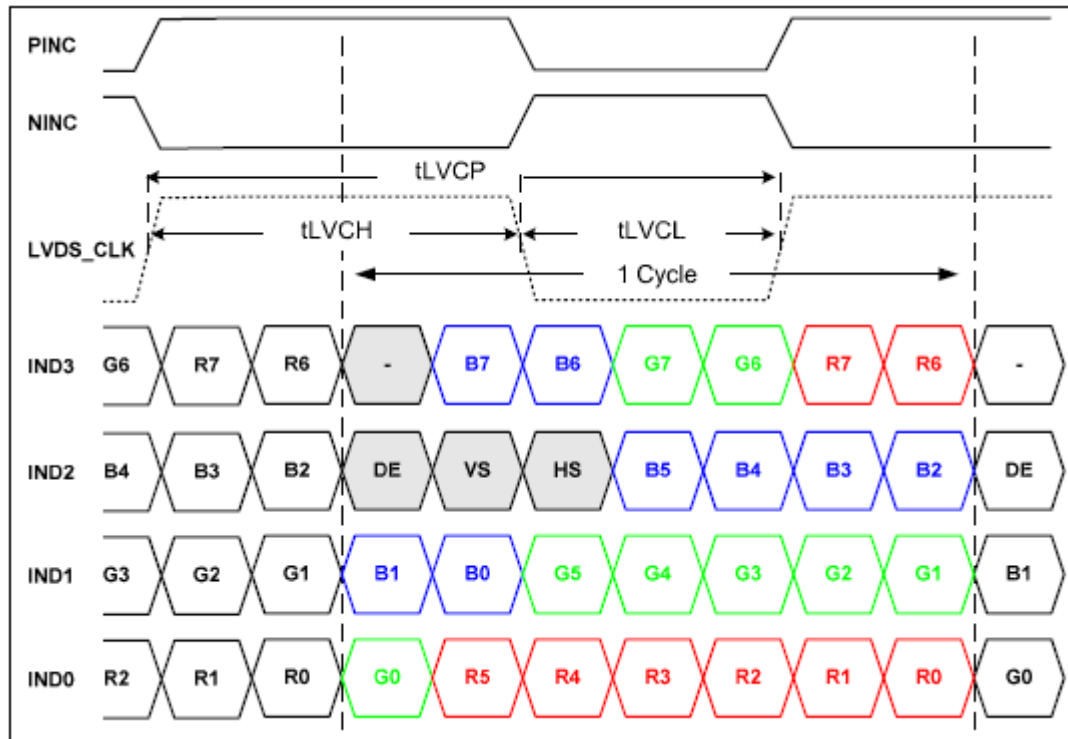 PINC
NINC
tLVCP
tLVCH tLVCL
LVDS_CLK
1 Cycle
IND3 G6 R7 R6 - B7 B6 G7 G6 R7 R6 -
IND2 B4 B3 B2 DE VS HS B5 B4 B3 B2 DE
IND1 G3 G2 G1 B1 B0 G5 G4 G3 G2 G1 B1
IND0 R2 R1 R0 G0 R5 R4 R3 R2 R1 R0 G0